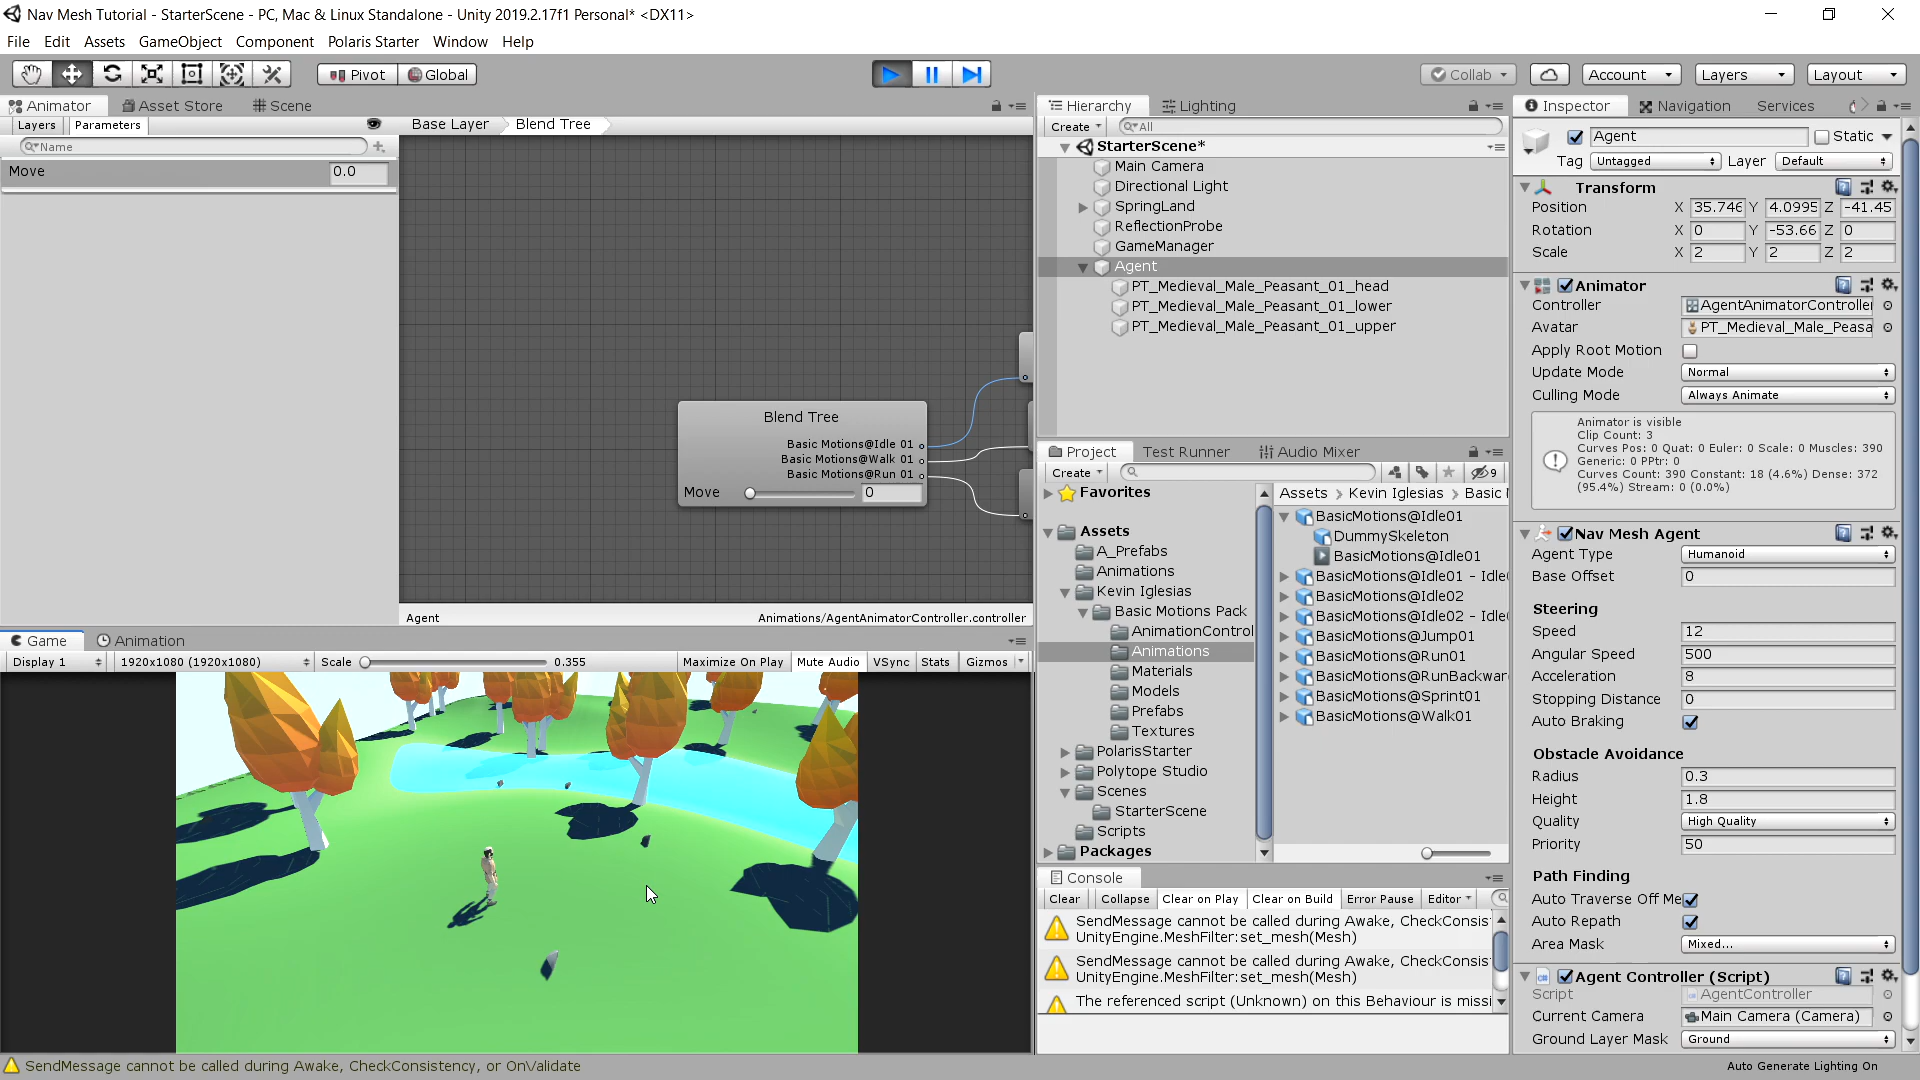 Nav Mesh Tutorial - StarterScene - PC, Mac & Linux Standalone - Unity 2019.2.17f1 Personal* <DX11>
File Edit Assets GameObject Component Polaris Starter Window Help
Pivot Global Collab Account Layers Layout
Animator Asset Store Scene
Layers Parameters
Base Layer Blend Tree
Name
Move 0.0
Blend Tree
Basic Motions@Idle 01
Basic Motions@Walk 01
Basic Motions@Run 01
Move 0
Agent Animations/AgentAnimatorController.controller
Game Animation
Display 1 1920x1080 (1920x1080) Scale 0.355 Maximize On Play Mute Audio VSync Stats Gizmos
Hierarchy Lighting
Create All
StarterScene*
Main Camera
Directional Light
SpringLand
ReflectionProbe
GameManager
Agent
PT_Medieval_Male_Peasant_01_head
PT_Medieval_Male_Peasant_01_lower
PT_Medieval_Male_Peasant_01_upper
Project Test Runner Audio Mixer
Create 9
Favorites
Assets
A_Prefabs
Animations
Kevin Iglesias
Basic Motions Pack
AnimationControl
Animations
Materials
Models
Prefabs
Textures
PolarisStarter
Polytope Studio
Scenes
StarterScene
Scripts
Packages
Assets Kevin Iglesias Basic
BasicMotions@Idle01
DummySkeleton
BasicMotions@Idle01
BasicMotions@Idle01 - Idle
BasicMotions@Idle02
BasicMotions@Idle02 - Idle
BasicMotions@Jump01
BasicMotions@Run01
BasicMotions@RunBackwar
BasicMotions@Sprint01
BasicMotions@Walk01
Console
Clear Collapse Clear on Play Clear on Build Error Pause Editor
SendMessage cannot be called during Awake, CheckConsis
UnityEngine.MeshFilter:set_mesh(Mesh)
SendMessage cannot be called during Awake, CheckConsis
UnityEngine.MeshFilter:set_mesh(Mesh)
The referenced script (Unknown) on this Behaviour is missi
Inspector Navigation Services
Agent Static
Tag Untagged Layer Default
Transform
Position X 35.746 Y 4.0995 Z -41.45
Rotation X 0 Y -53.66 Z 0
Scale X 2 Y 2 Z 2
Animator
Controller AgentAnimatorController
Avatar PT_Medieval_Male_Peasa
Apply Root Motion
Update Mode Normal
Culling Mode Always Animate
Animator is visible
Clip Count: 3
Curves Pos: 0 Quat: 0 Euler: 0 Scale: 0 Muscles: 390
Generic: 0 PPtr: 0
Curves Count: 390 Constant: 18 (4.6%) Dense: 372
(95.4%) Stream: 0 (0.0%)
Nav Mesh Agent
Agent Type Humanoid
Base Offset 0
Steering
Speed 12
Angular Speed 500
Acceleration 8
Stopping Distance 0
Auto Braking
Obstacle Avoidance
Radius 0.3
Height 1.8
Quality High Quality
Priority 50
Path Finding
Auto Traverse Off Me
Auto Repath
Area Mask Mixed...
Agent Controller (Script)
Script AgentController
Current Camera Main Camera (Camera)
Ground Layer Mask Ground
SendMessage cannot be called during Awake, CheckConsistency, or OnValidate
Auto Generate Lighting On